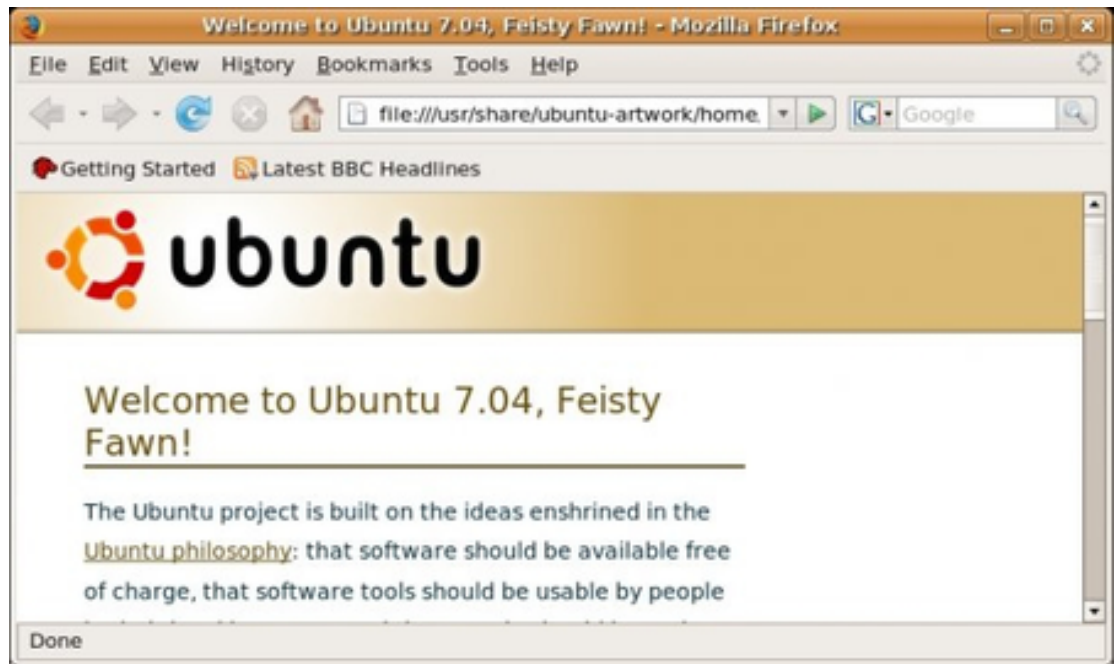 Welcome to Ubuntu 7.04, Feisty Fawn! - Mozilla Firefox
File Edit View History Bookmarks Tools Help
file:///usr/share/ubuntu-artwork/home. G Google
Getting Started Latest BBC Headlines
ubuntu
Welcome to Ubuntu 7.04, Feisty
Fawn!
The Ubuntu project is built on the ideas enshrined in the
Ubuntu philosophy: that software should be available free
of charge, that software tools should be usable by people
Done